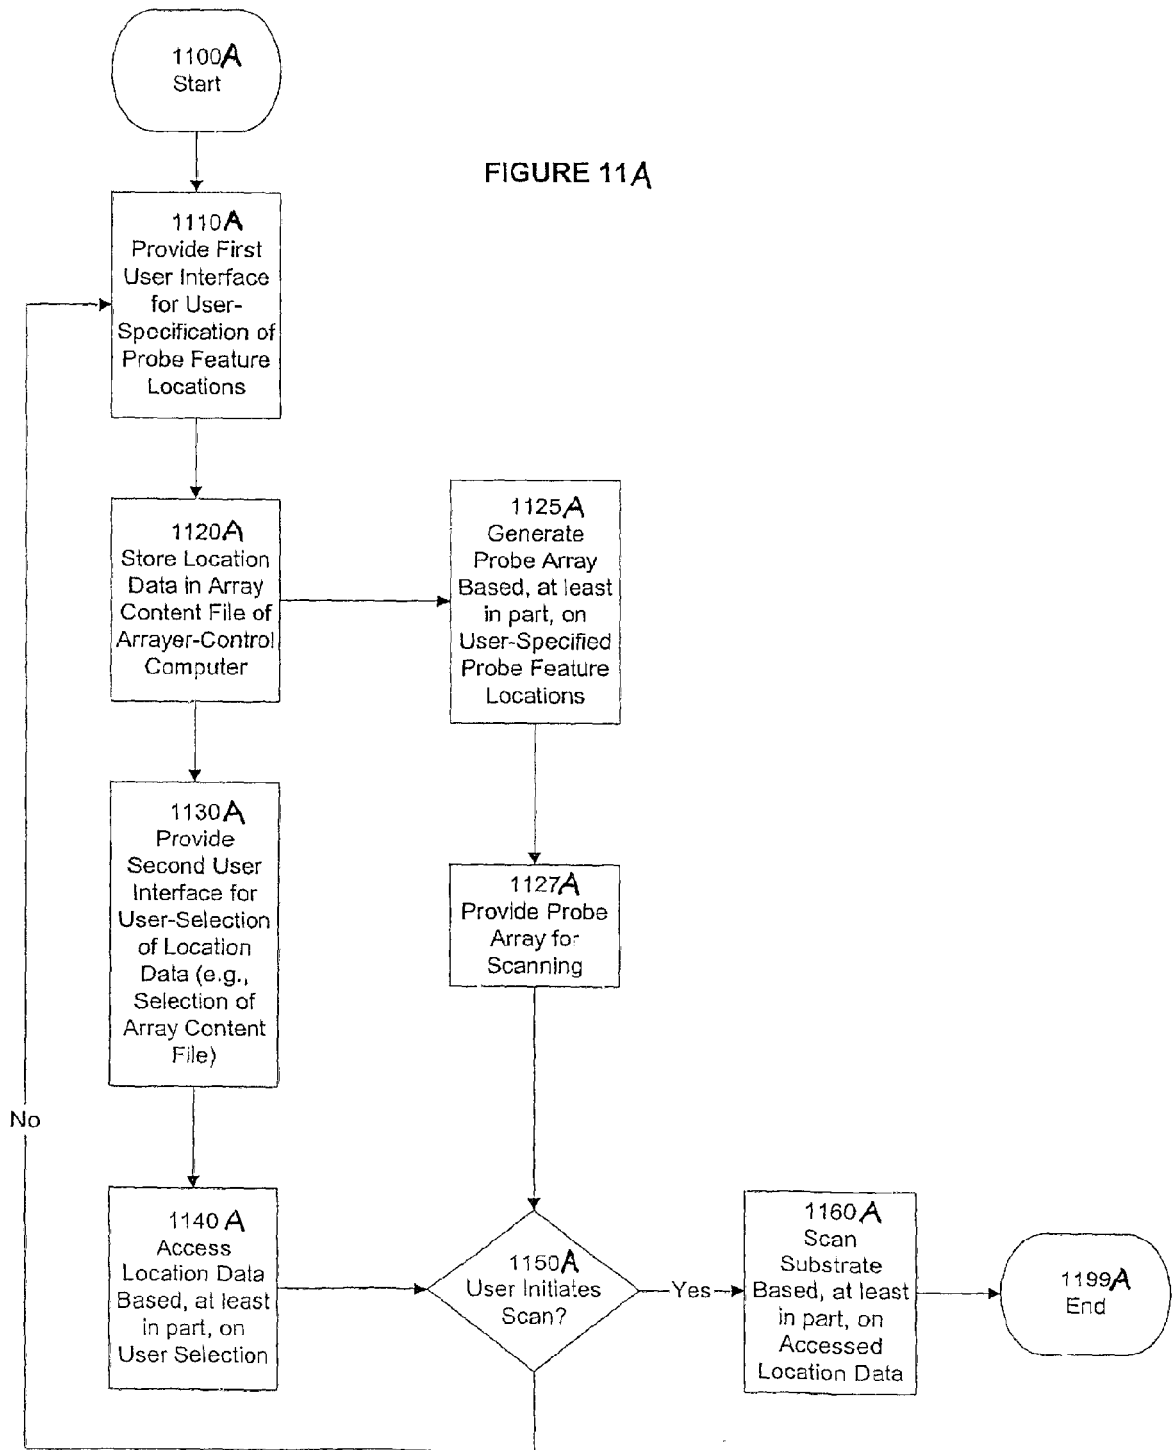 1100A
Start
FIGURE 11A
1110A
Provide First
User Interface
for User-
Specification of
Probe Feature
Locations
1120A
Store Location
Data in Array
Content File of
Arrayer-Control
Computer
1125A
Generate
Probe Array
Based, at least
in part, on
User-Specified
Probe Feature
Locations
1130A
Provide
Second User
Interface for
User-Selection
of Location
Data (e.g.,
Selection of
Array Content
File)
1127A
Provide Probe
Array for
Scanning
No
1140A
Access
Location Data
Based, at least
in part, on
User Selection
1150A
User Initiates
Scan?
Yes
1160A
Scan
Substrate
Based, at least
in part, on
Accessed
Location Data
1199A
End